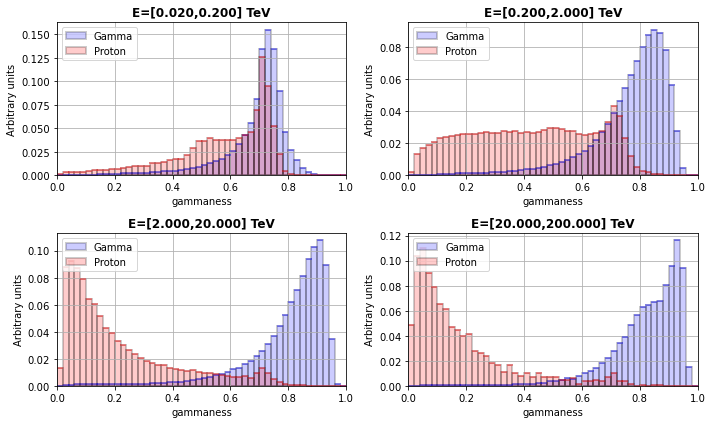 E=[0.020,0.200] TeV
Gamma
Proton
Arbitrary units
0.150
0.125
0.100
0.075
0.050
0.025
0.000
0.0 0.2 0.4 0.6 0.8 1.0
gammaness
E=[0.200,2.000] TeV
Gamma
Proton
Arbitrary units
0.08
0.06
0.04
0.02
0.00
0.0 0.2 0.4 0.6 0.8 1.0
gammaness
E=[2.000,20.000] TeV
Gamma
Proton
Arbitrary units
0.10
0.08
0.06
0.04
0.02
0.00
0.0 0.2 0.4 0.6 0.8 1.0
gammaness
E=[20.000,200.000] TeV
Gamma
Proton
Arbitrary units
0.12
0.10
0.08
0.06
0.04
0.02
0.00
0.0 0.2 0.4 0.6 0.8 1.0
gammaness